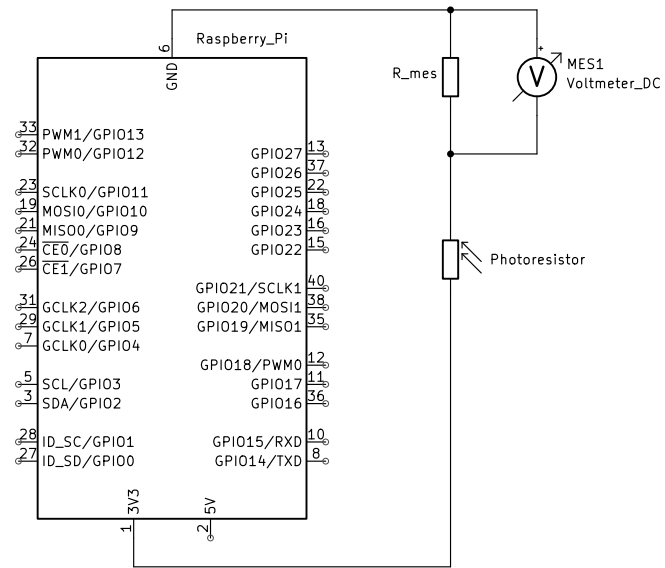 Raspberry_Pi
6
GND
R_mes
+
V
MES1
Voltmeter_DC
33 PWM1/GPIO13
32 PWM0/GPIO12
GPIO27 13
GPIO26 37
23 SCLK0/GPIO11
GPIO25 22
19 MOSI0/GPIO10
GPIO24 18
21 MISO0/GPIO9
GPIO23 16
24 CE0/GPIO8
GPIO22 15
26 CE1/GPIO7
Photoresistor
GPIO21/SCLK1 40
31 GCLK2/GPIO6
GPIO20/MOSI1 38
29 GCLK1/GPIO5
GPIO19/MISO1 35
7 GCLK0/GPIO4
GPIO18/PWM0 12
5 SCL/GPIO3
GPIO17 11
3 SDA/GPIO2
GPIO16 36
28 ID_SC/GPIO1
GPIO15/RXD 10
27 ID_SD/GPIO0
GPIO14/TXD 8
3V3
1
5V
2